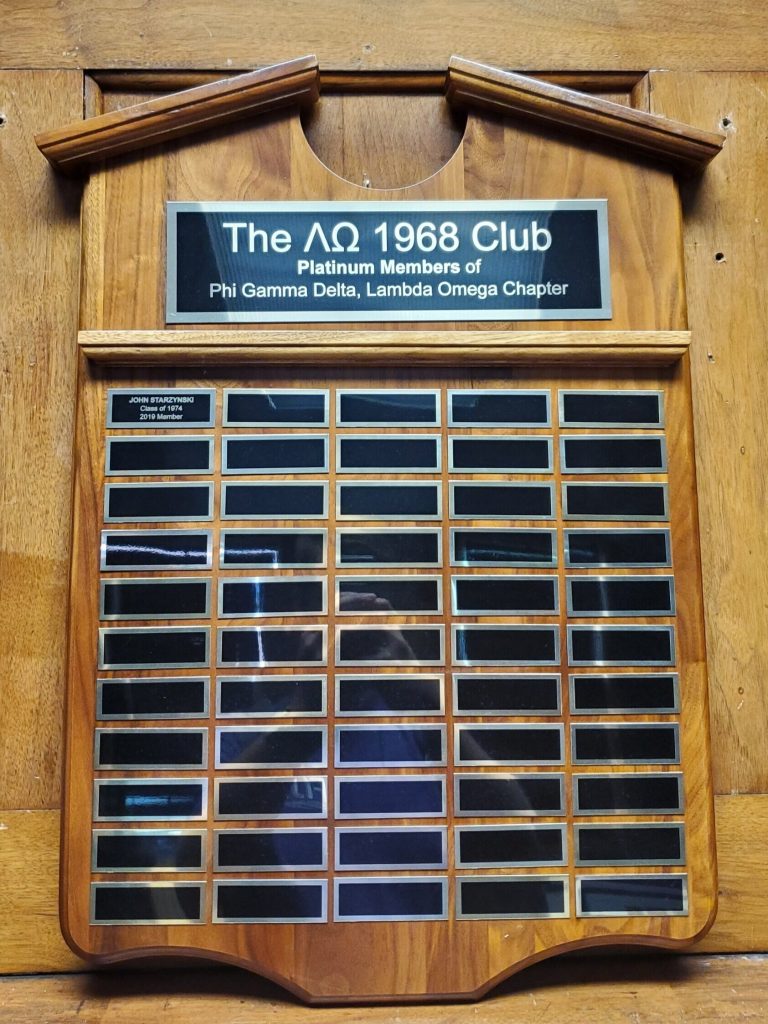 The ΛΩ 1968 Club
Platinum Members of
Phi Gamma Delta, Lambda Omega Chapter
JOHN STARZYNSKI
Class of 1974
2019 Member